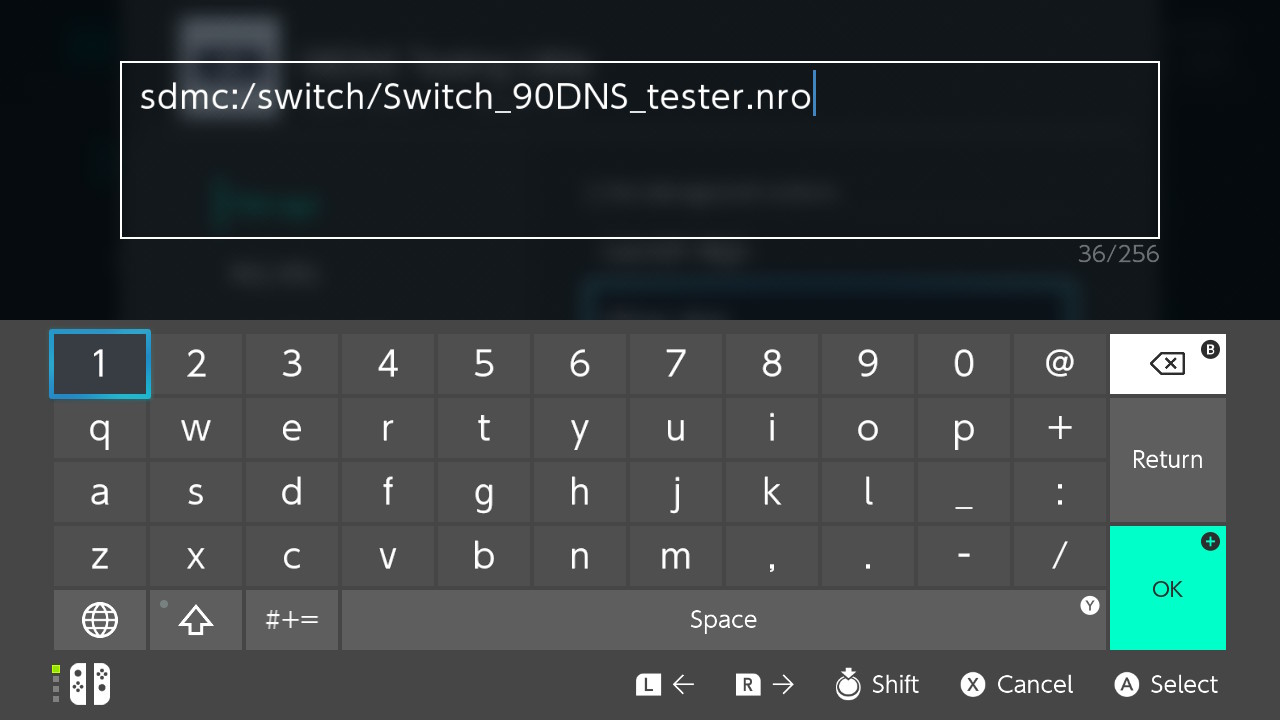 sdmc:/switch/Switch_90DNS_tester.nro
36/256
1 2 3 4 5 6 7 8 9 0 @ B
q w e r t y u i o p + Return
a s d f g h j k l _ :
z x c v b n m , . - / + OK
#+= Space Y
L ← R → Shift X Cancel A Select